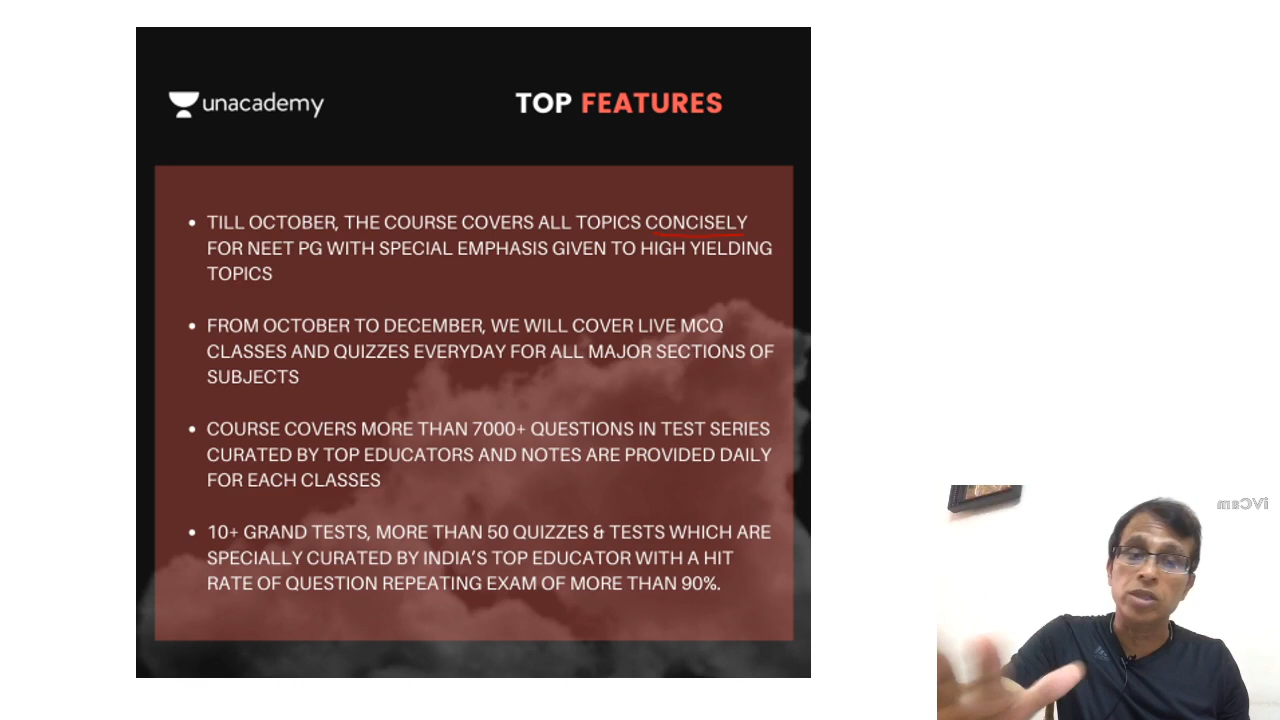 unacademy
TOP FEATURES
• TILL OCTOBER, THE COURSE COVERS ALL TOPICS CONCISELY
FOR NEET PG WITH SPECIAL EMPHASIS GIVEN TO HIGH YIELDING
TOPICS
• FROM OCTOBER TO DECEMBER, WE WILL COVER LIVE MCQ
CLASSES AND QUIZZES EVERYDAY FOR ALL MAJOR SECTIONS OF
SUBJECTS
• COURSE COVERS MORE THAN 7000+ QUESTIONS IN TEST SERIES
CURATED BY TOP EDUCATORS AND NOTES ARE PROVIDED DAILY
FOR EACH CLASSES
• 10+ GRAND TESTS, MORE THAN 50 QUIZZES & TESTS WHICH ARE
SPECIALLY CURATED BY INDIA'S TOP EDUCATOR WITH A HIT
RATE OF QUESTION REPEATING EXAM OF MORE THAN 90%.
iVCam